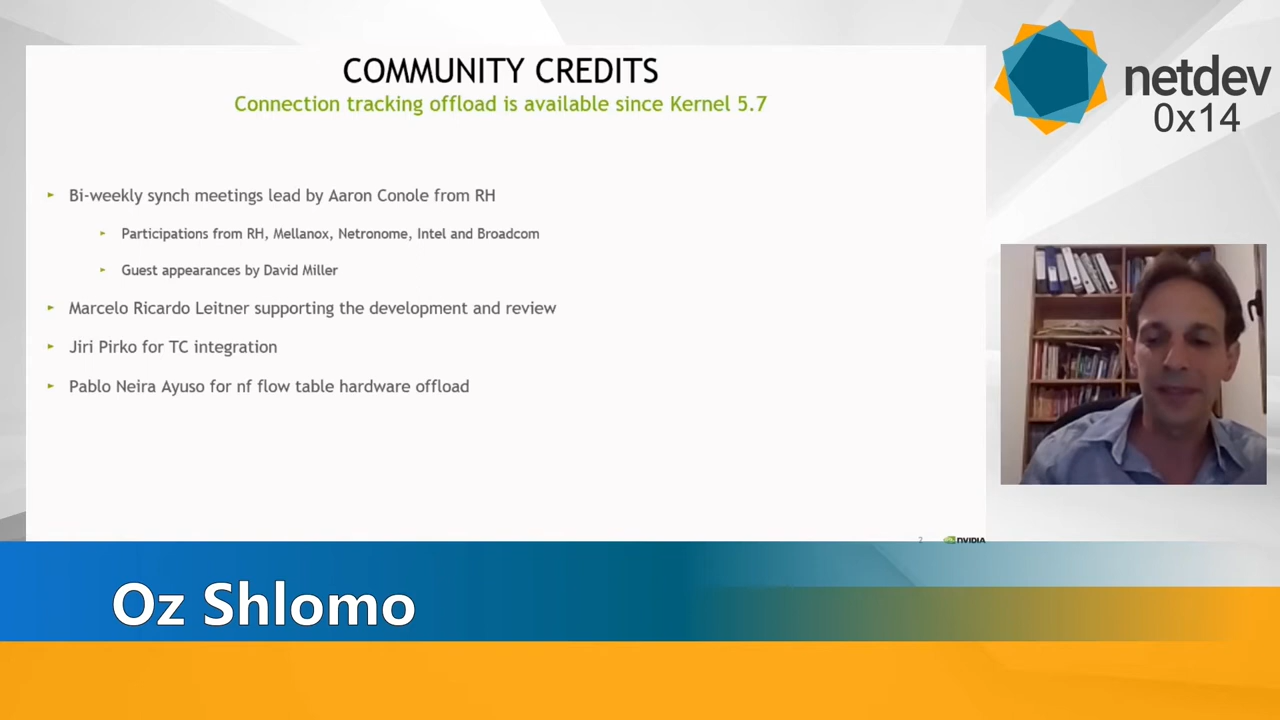 COMMUNITY CREDITS
Connection tracking offload is available since Kernel 5.7
Bi-weekly synch meetings lead by Aaron Conole from RH
Participations from RH, Mellanox, Netronome, Intel and Broadcom
Guest appearances by David Miller
Marcelo Ricardo Leitner supporting the development and review
Jiri Pirko for TC integration
Pablo Neira Ayuso for nf flow table hardware offload
2
NVIDIA
netdev
0x14
Oz Shlomo